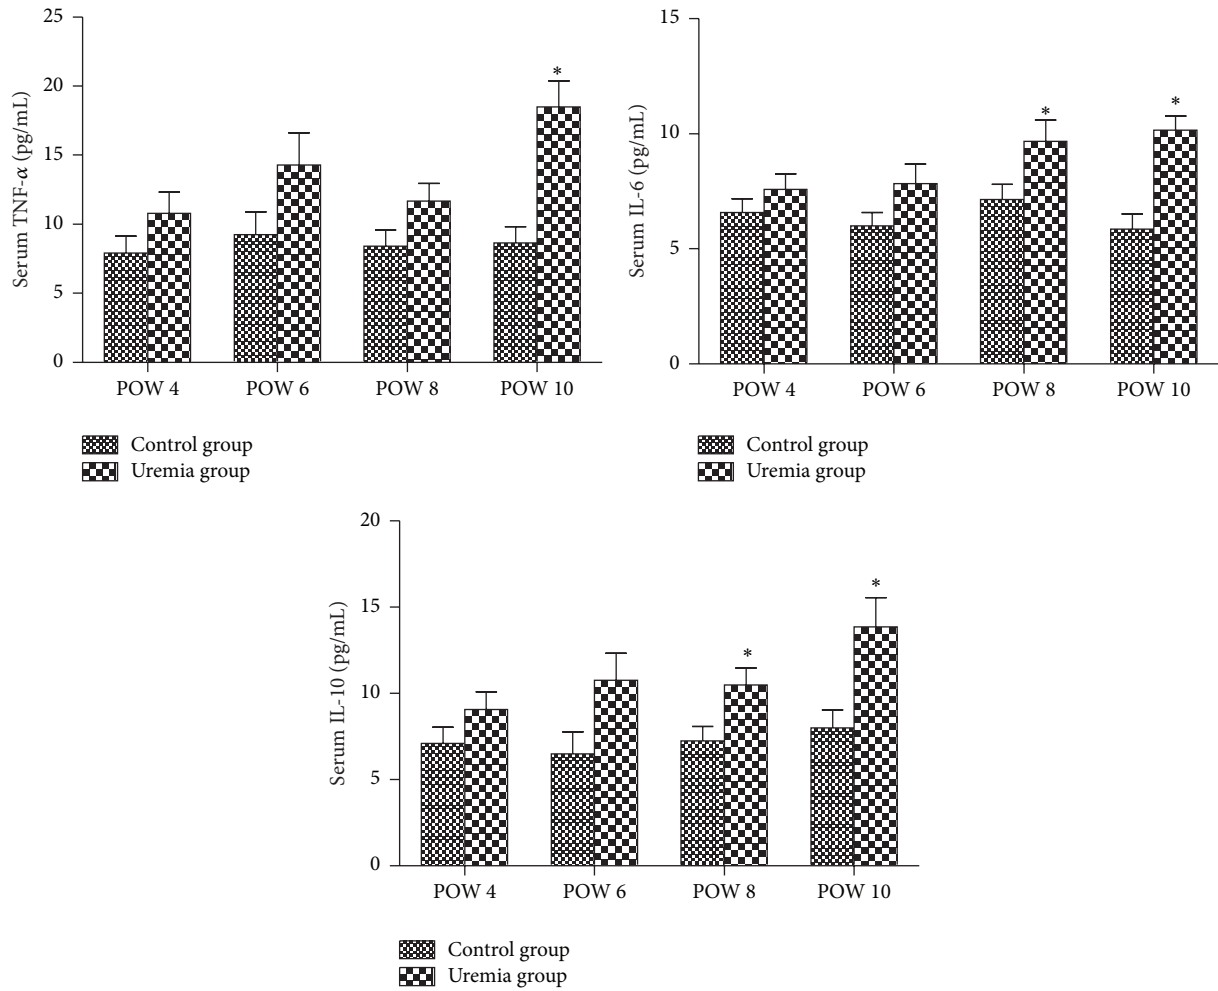 25
20
15
10
5
0
Serum TNF-α (pg/mL)
*
POW 4 POW 6 POW 8 POW 10
Control group
Uremia group
15
10
5
0
Serum IL-6 (pg/mL)
* *
POW 4 POW 6 POW 8 POW 10
Control group
Uremia group
20
15
10
5
0
Serum IL-10 (pg/mL)
*
*
POW 4 POW 6 POW 8 POW 10
Control group
Uremia group